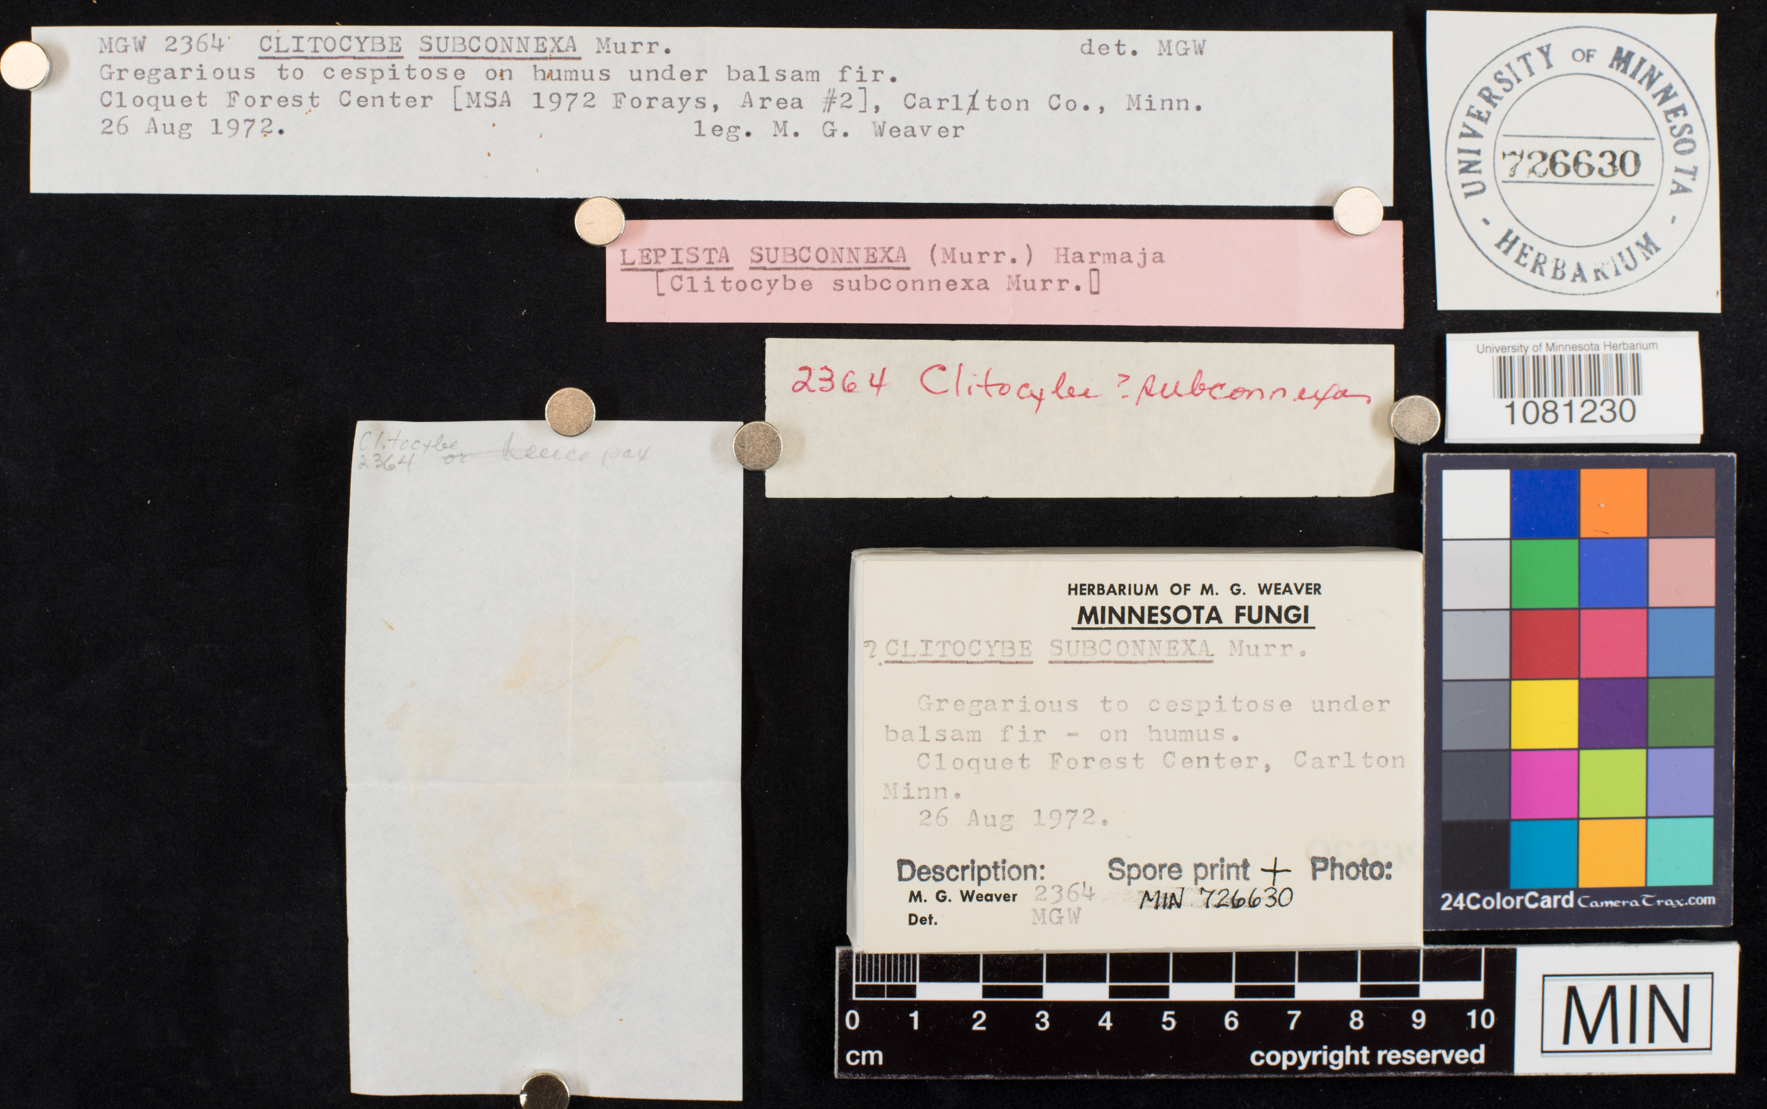 MGW 2364 CLITOCYBE SUBCONNEXA Murr. det. MGW
Gregarious to cespitose on humus under balsam fir.
Cloquet Forest Center [MSA 1972 Forays, Area #2], Carlton Co., Minn.
26 Aug 1972. leg. M. G. Weaver
UNIVERSITY OF MINNESOTA
726630
- HERBARIUM -
LEPISTA SUBCONNEXA (Murr.) Harmaja
[Clitocybe subconnexa Murr.]
University of Minnesota Herbarium
1081230
2364 Clitocybe ? subconnexa
Clitocybe
2364 or Leuco pax
HERBARIUM OF M. G. WEAVER
MINNESOTA FUNGI
? CLITOCYBE SUBCONNEXA Murr.
Gregarious to cespitose under
balsam fir - on humus.
Cloquet Forest Center, Carlton
Minn.
26 Aug 1972.
Description: Spore print + Photo:
M. G. Weaver 2364 MIN 726630
Det. MGW
24ColorCard CameraTrax.com
0 1 2 3 4 5 6 7 8 9 10
cm copyright reserved
MIN